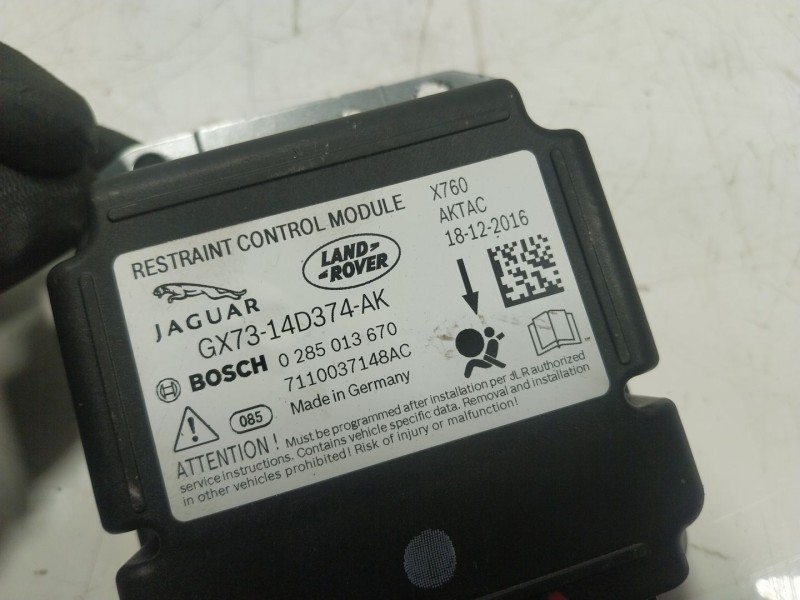 RESTRAINT CONTROL MODULE
X760
AKTAC
18-12-2016
JAGUAR
LAND-
-ROVER
GX73-14D374-AK
BOSCH 0 285 013 670
7110037148AC
Made in Germany
085
ATTENTION! Must be programmed after installation per JLR authorized
service instructions. Contains vehicle specific data. Removal and installation
in other vehicles prohibited! Risk of injury or malfunction!